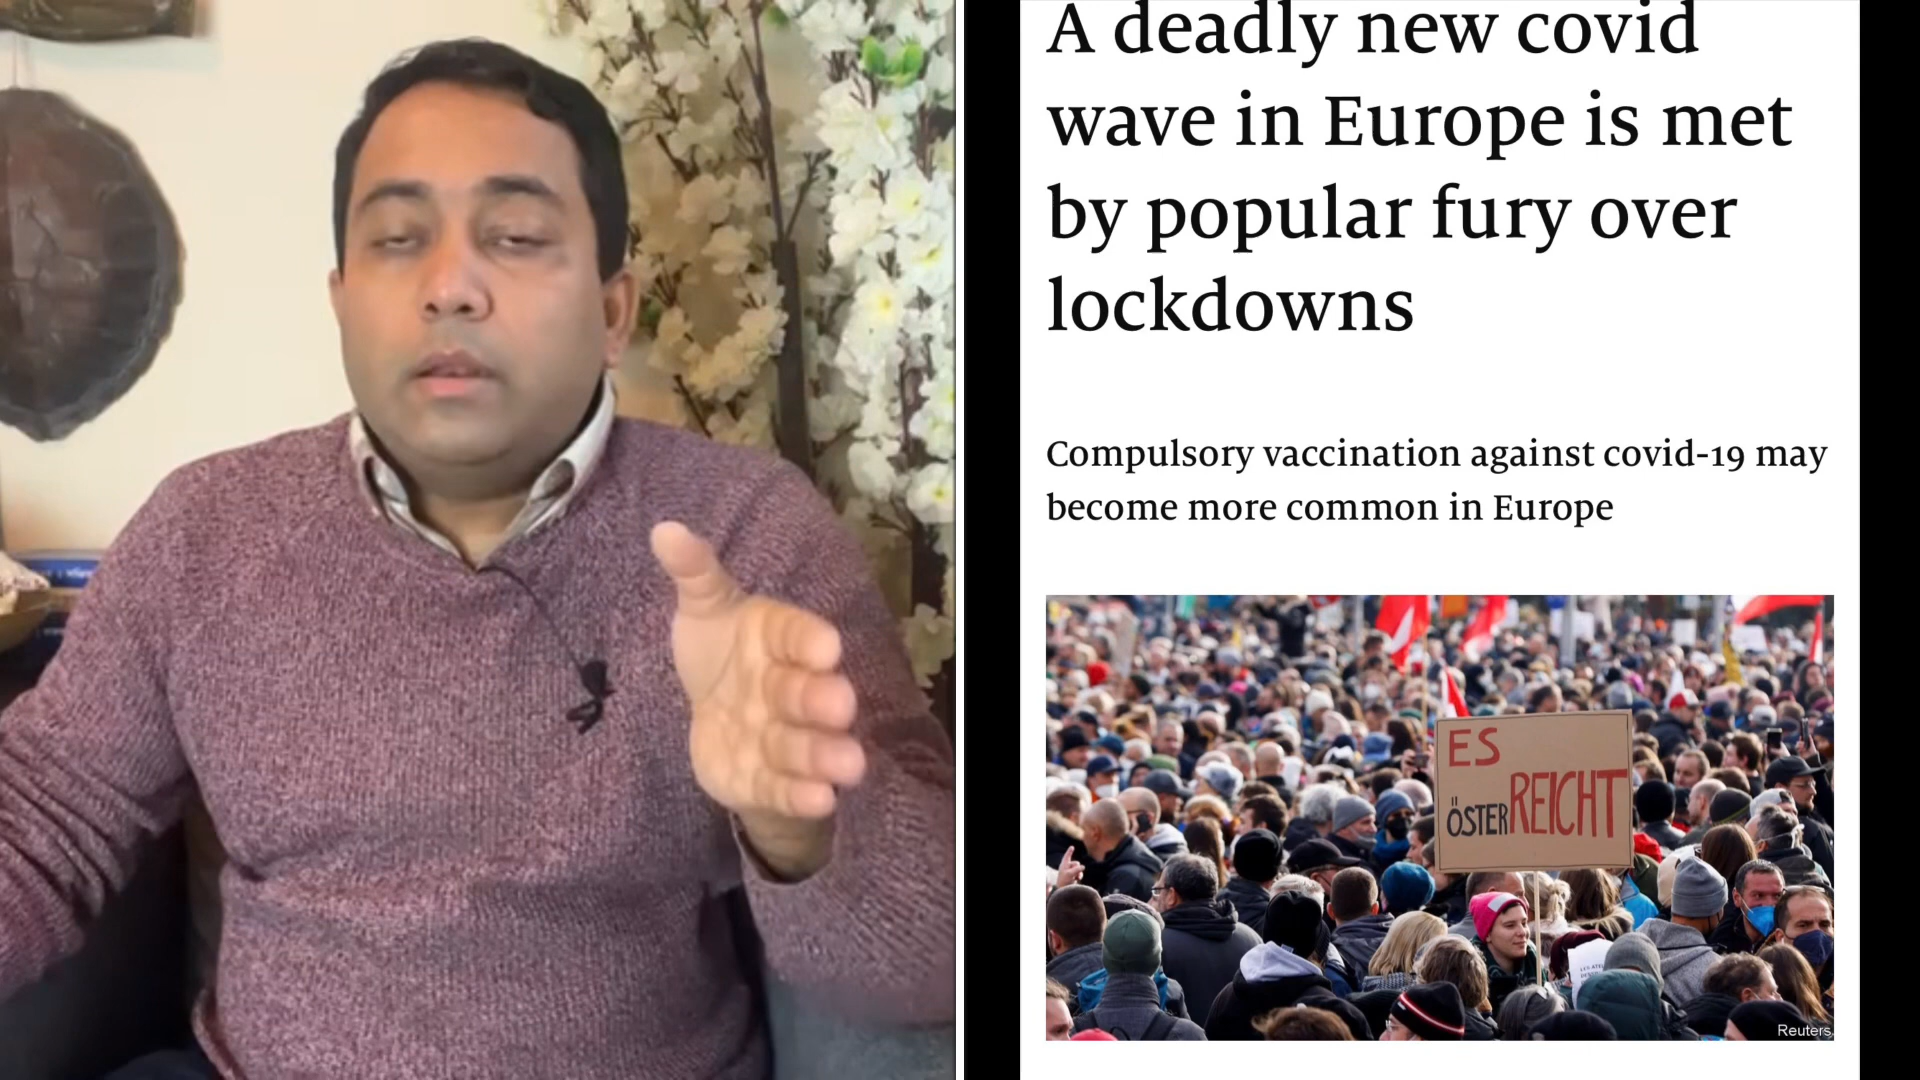 A deadly new covid
wave in Europe is met
by popular fury over
lockdowns
Compulsory vaccination against covid-19 may
become more common in Europe
ES
ÖSTERREICHT
Reuters